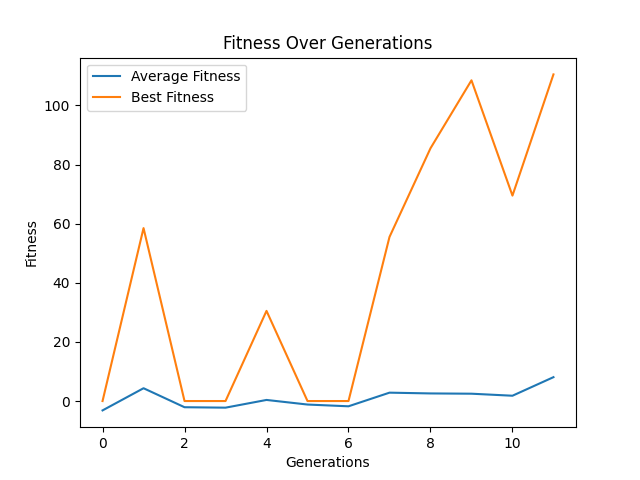 Fitness Over Generations
Average Fitness
Best Fitness
100
80
60
40
20
0
Fitness
0 2 4 6 8 10
Generations